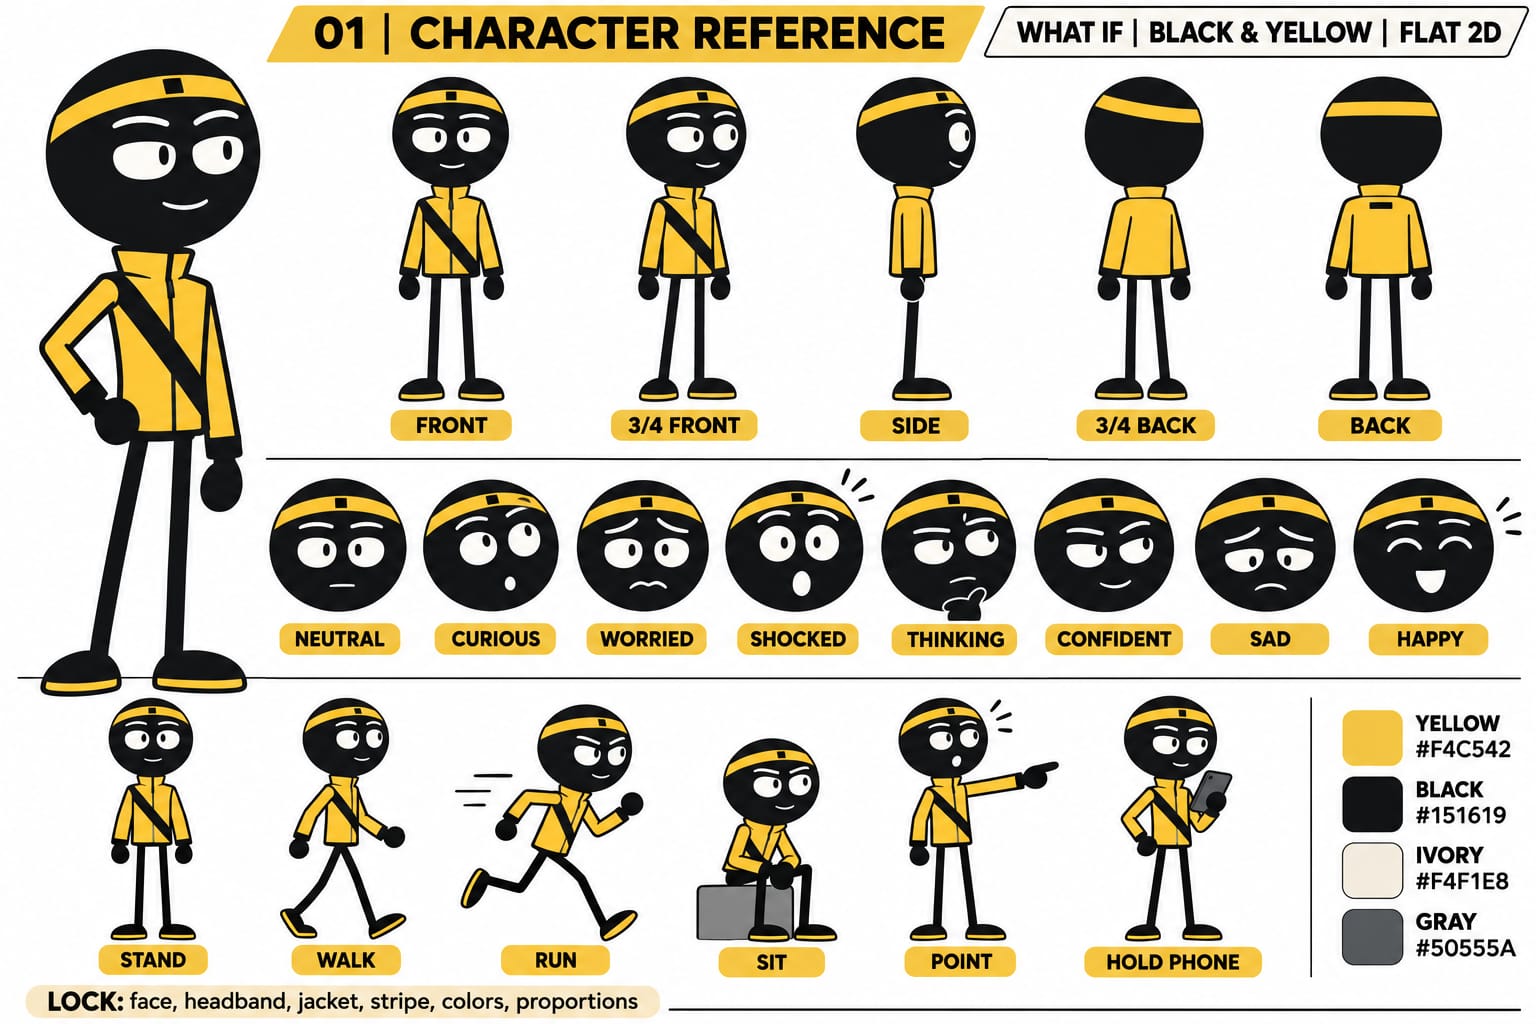 01 | CHARACTER REFERENCE
WHAT IF | BLACK & YELLOW | FLAT 2D
FRONT
3/4 FRONT
SIDE
3/4 BACK
BACK
NEUTRAL
CURIOUS
WORRIED
SHOCKED
THINKING
CONFIDENT
SAD
HAPPY
STAND
WALK
RUN
SIT
POINT
HOLD PHONE
YELLOW
#F4C542
BLACK
#151619
IVORY
#F4F1E8
GRAY
#50555A
LOCK: face, headband, jacket, stripe, colors, proportions